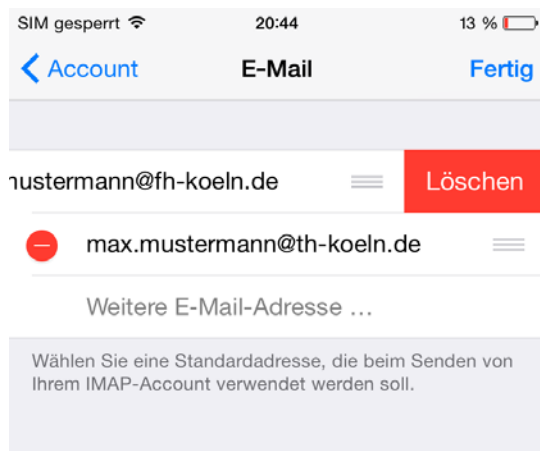 SIM gesperrt 20:44 13 %
Account E-Mail Fertig
mustermann@fh-koeln.de Löschen
max.mustermann@th-koeln.de
Weitere E-Mail-Adresse ...
Wählen Sie eine Standardadresse, die beim Senden von
Ihrem IMAP-Account verwendet werden soll.